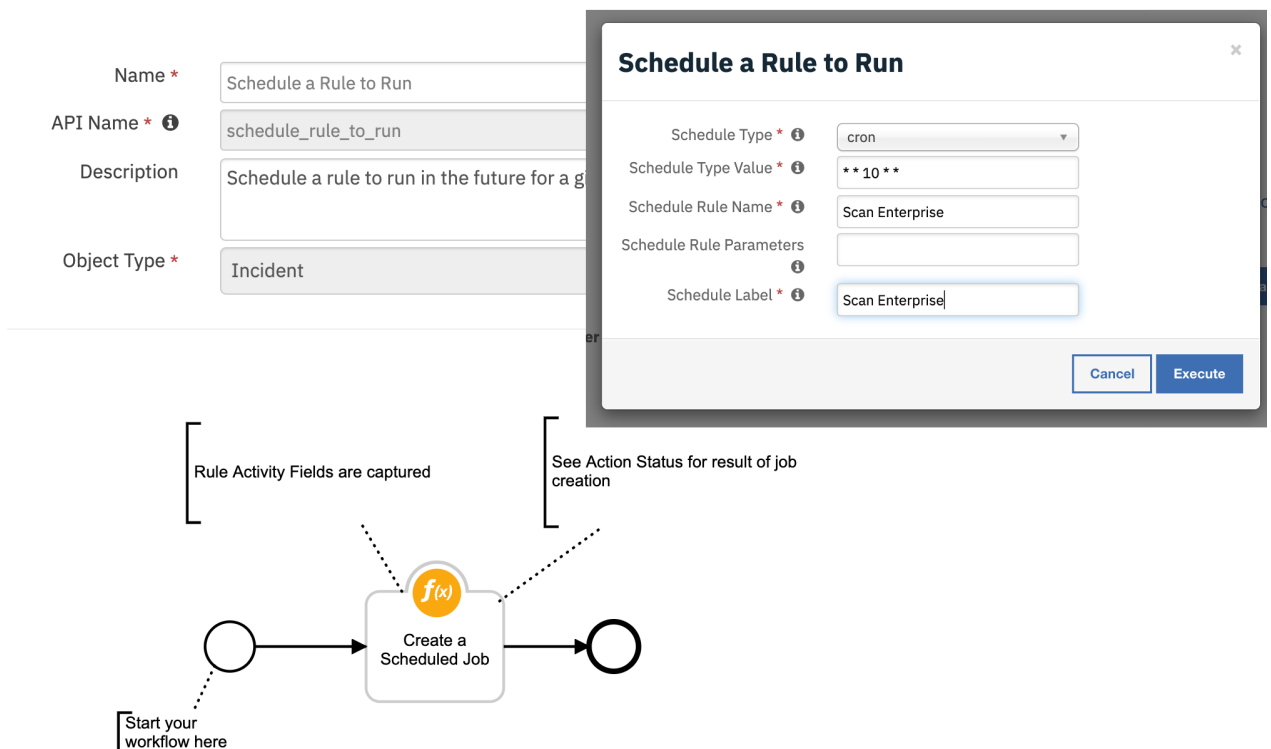 Name *
Schedule a Rule to Run
API Name *
schedule_rule_to_run
Description
Schedule a rule to run in the future for a gi
Object Type *
Incident
er
Schedule a Rule to Run
×
Schedule Type *
cron
Schedule Type Value *
* * 10 * *
Schedule Rule Name *
Scan Enterprise
Schedule Rule Parameters
Schedule Label *
Scan Enterprise
Cancel
Execute
Rule Activity Fields are captured
See Action Status for result of job
creation
f(x)
Create a
Scheduled Job
Start your
workflow here